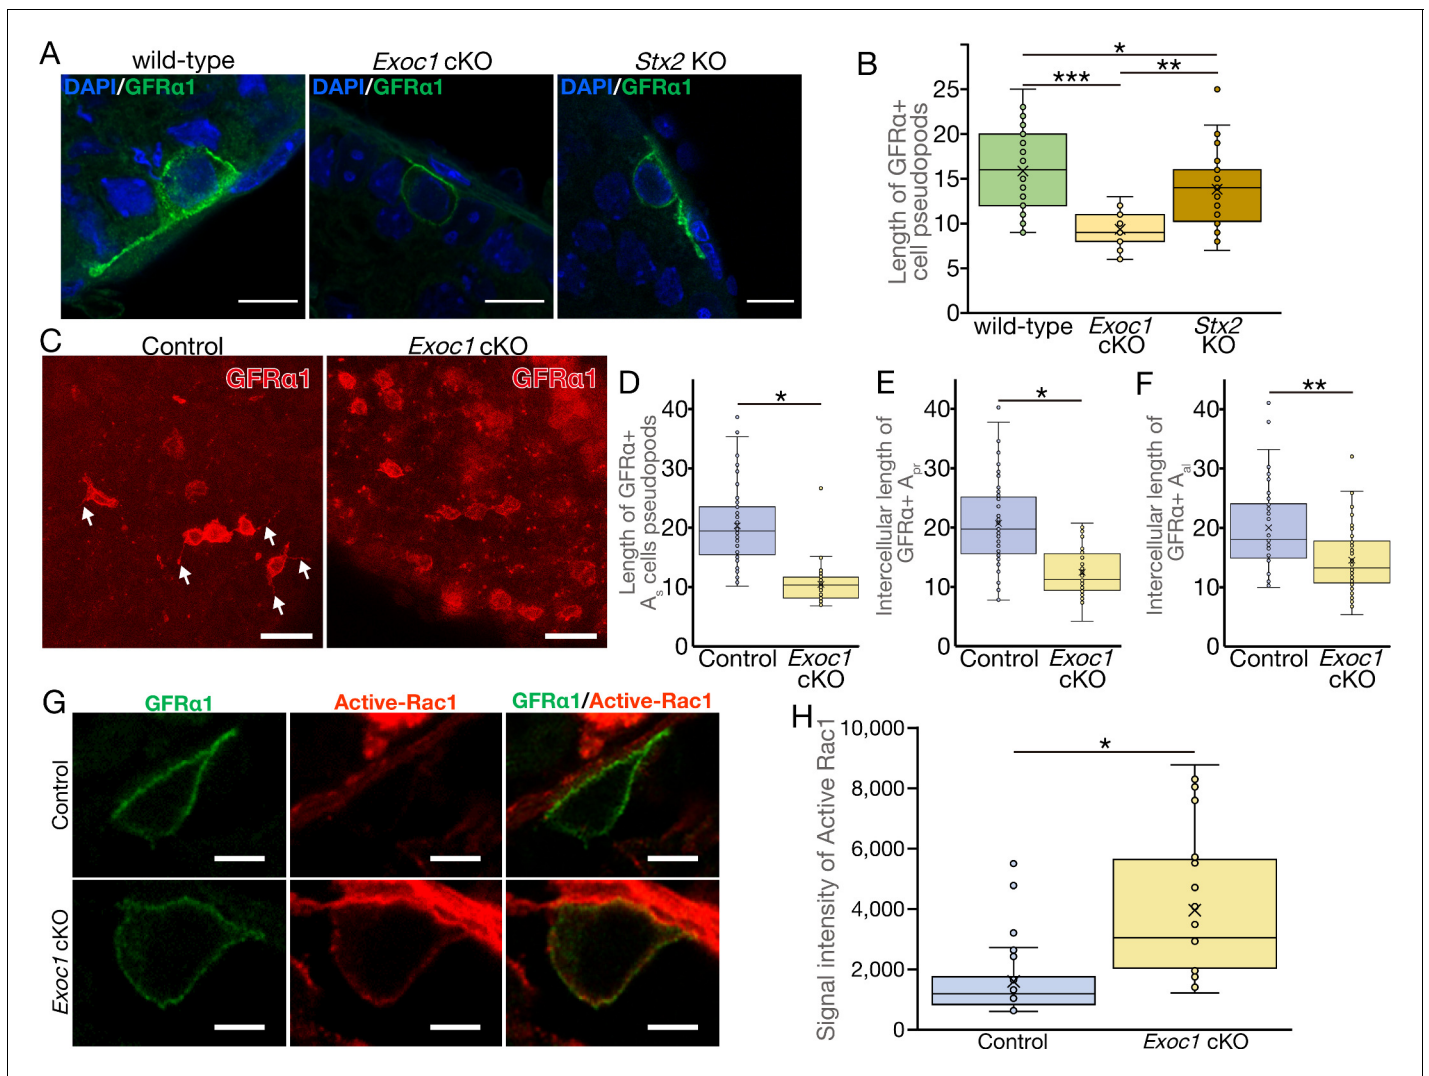 A
wild-type
Exoc1 cKO
Stx2 KO
DAPI/GFRα1
DAPI/GFRα1
DAPI/GFRα1
B
Length of GFRα+
cell pseudopods
25
20
15
10
5
0
*
***
**
wild-type
Exoc1
cKO
Stx2
KO
C
Control
Exoc1 cKO
GFRα1
GFRα1
D
Length of GFRα+
As cells pseudopods
40
30
20
10
0
*
Control
Exoc1
cKO
E
Intercellular length of
GFRα+ Apr
40
30
20
10
0
*
Control
Exoc1
cKO
F
Intercellular length of
GFRα+ Aal
40
30
20
10
0
**
Control
Exoc1
cKO
G
GFRα1
Active-Rac1
GFRα1/Active-Rac1
Control
Exoc1 cKO
H
Signal intensity of Active Rac1
10,000
8,000
6,000
4,000
2,000
0
*
Control
Exoc1 cKO